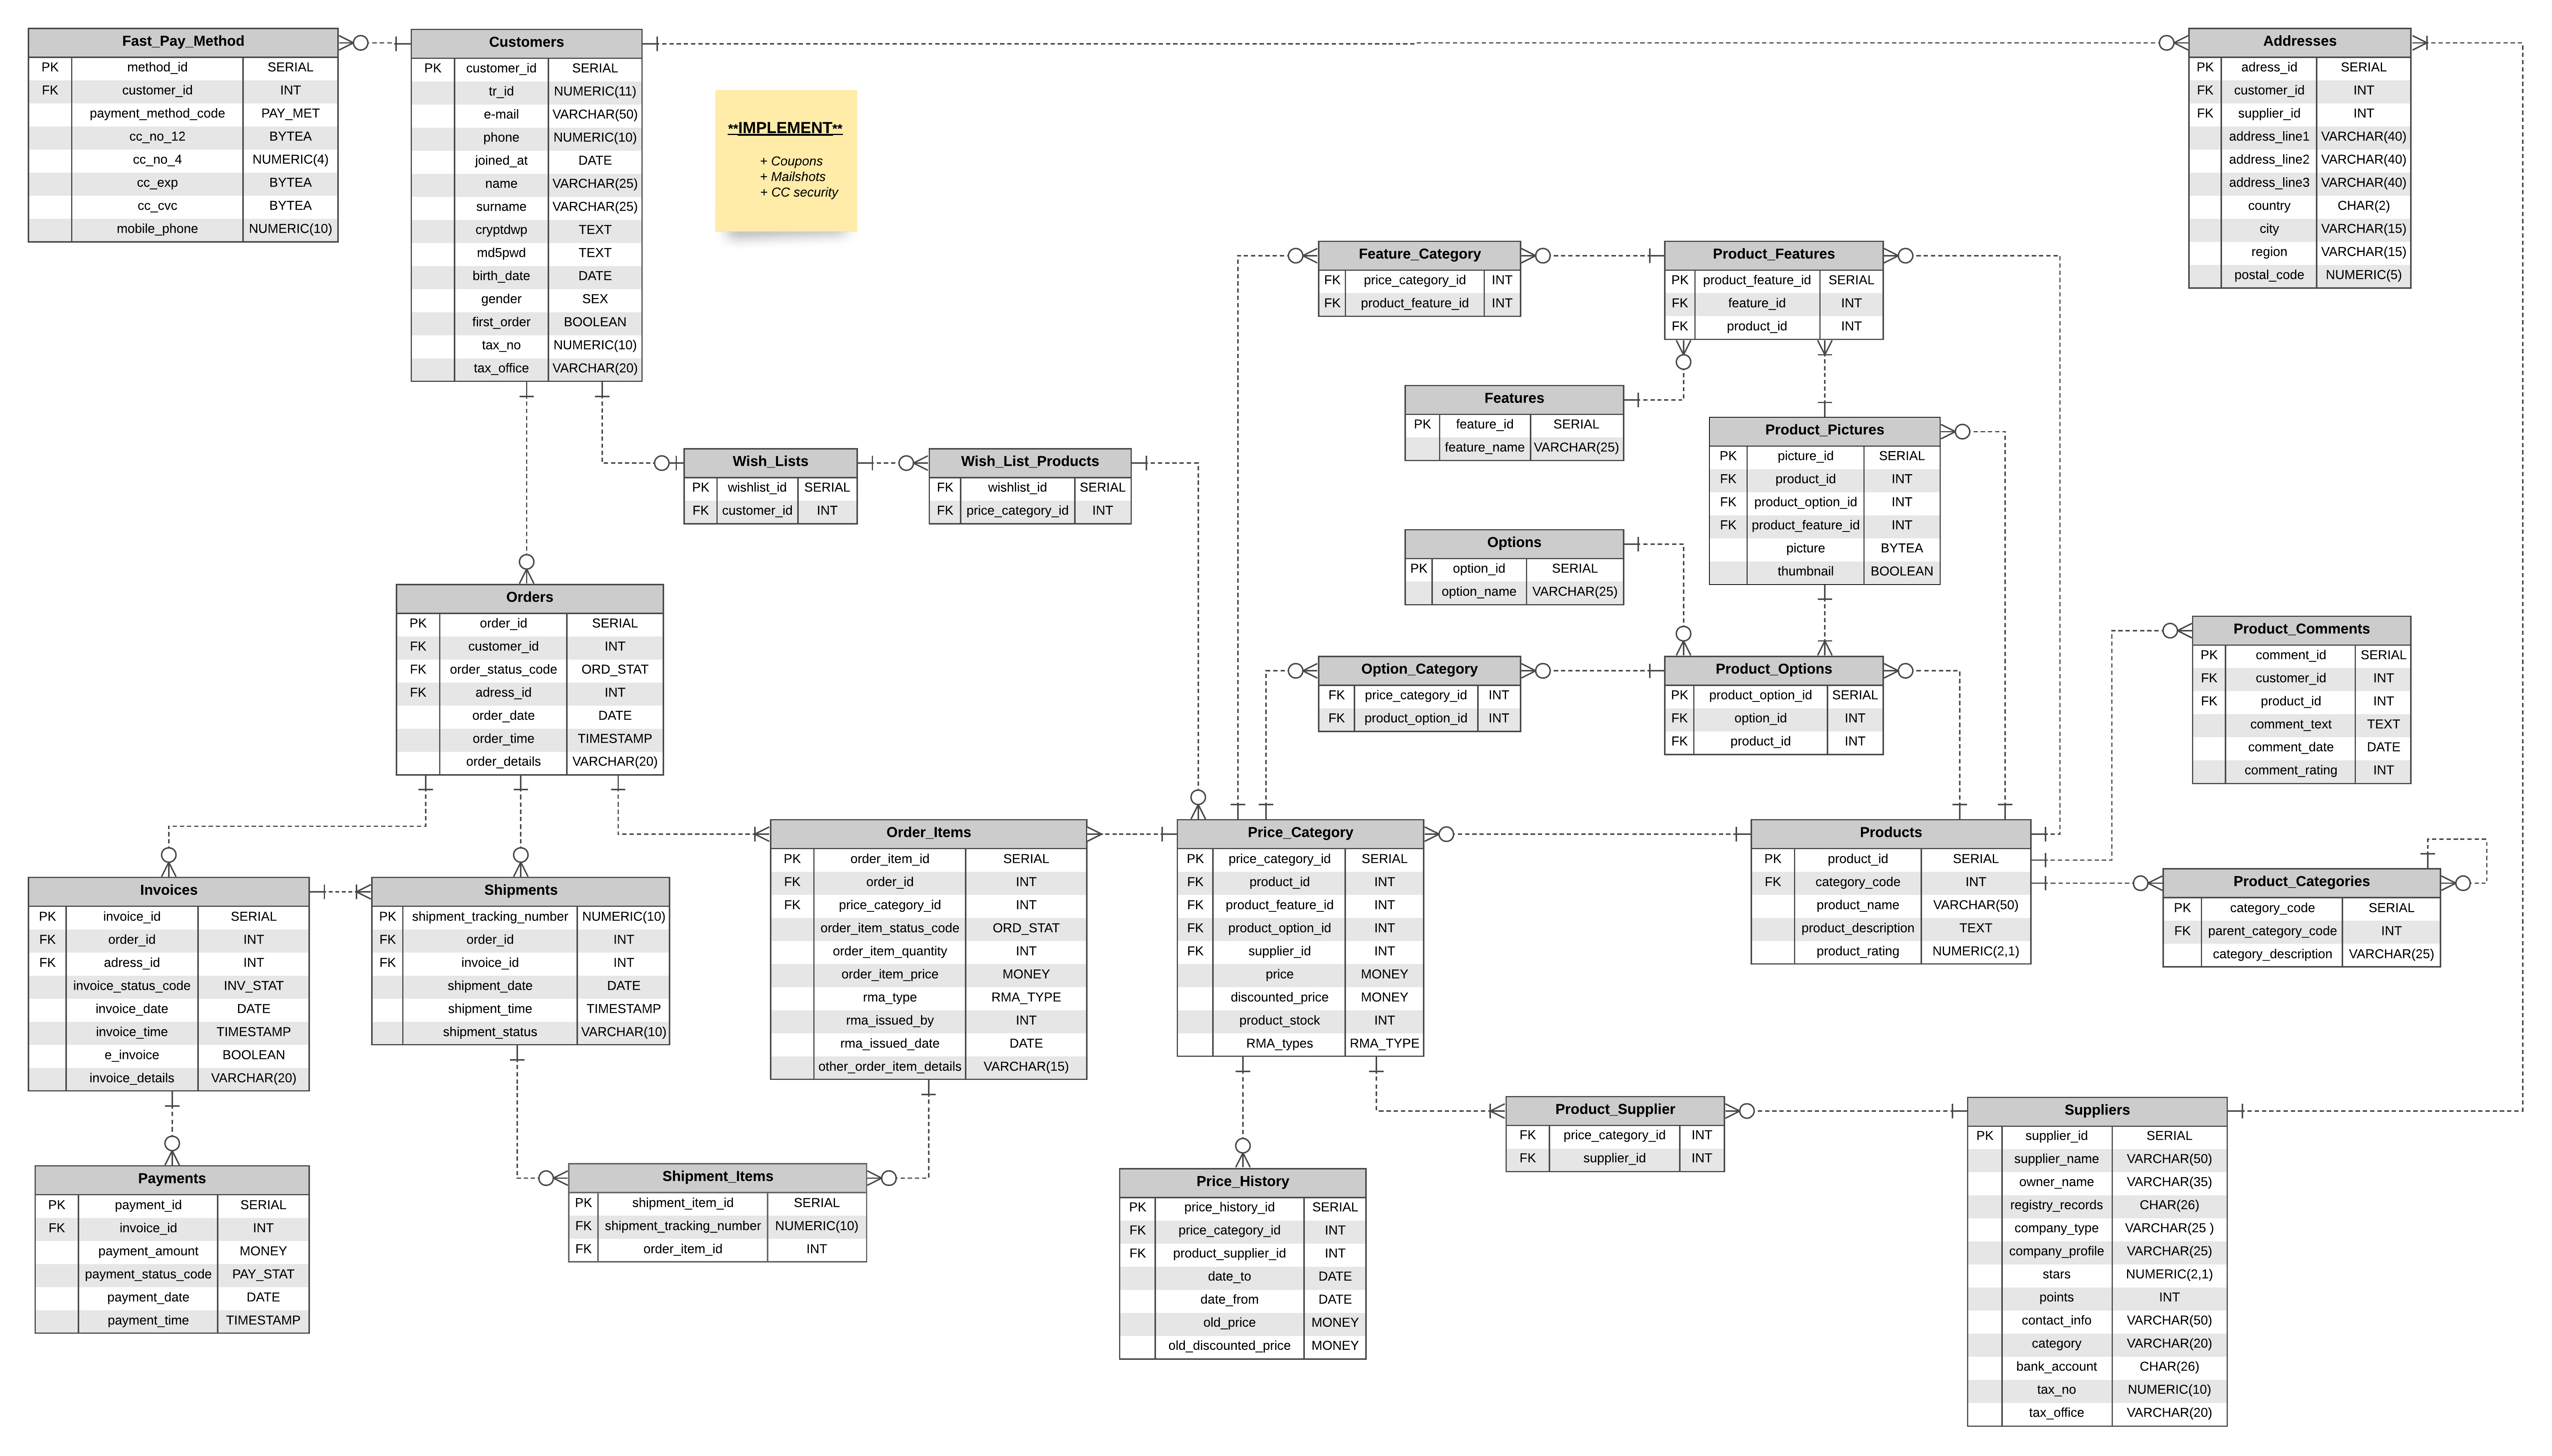 Fast_Pay_Method
PK method_id SERIAL
FK customer_id INT
payment_method_code PAY_MET
cc_no_12 BYTEA
cc_no_4 NUMERIC(4)
cc_exp BYTEA
cc_cvc BYTEA
mobile_phone NUMERIC(10)
Customers
PK customer_id SERIAL
tr_id NUMERIC(11)
e-mail VARCHAR(50)
phone NUMERIC(10)
joined_at DATE
name VARCHAR(25)
surname VARCHAR(25)
cryptdwp TEXT
md5pwd TEXT
birth_date DATE
gender SEX
first_order BOOLEAN
tax_no NUMERIC(10)
tax_office VARCHAR(20)
**IMPLEMENT**
+ Coupons
+ Mailshots
+ CC security
Addresses
PK adress_id SERIAL
FK customer_id INT
FK supplier_id INT
address_line1 VARCHAR(40)
address_line2 VARCHAR(40)
address_line3 VARCHAR(40)
country CHAR(2)
city VARCHAR(15)
region VARCHAR(15)
postal_code NUMERIC(5)
Feature_Category
FK price_category_id INT
FK product_feature_id INT
Product_Features
PK product_feature_id SERIAL
FK feature_id INT
FK product_id INT
Features
PK feature_id SERIAL
feature_name VARCHAR(25)
Product_Pictures
PK picture_id SERIAL
FK product_id INT
FK product_option_id INT
FK product_feature_id INT
picture BYTEA
thumbnail BOOLEAN
Wish_Lists
PK wishlist_id SERIAL
FK customer_id INT
Wish_List_Products
FK wishlist_id SERIAL
FK price_category_id INT
Options
PK option_id SERIAL
option_name VARCHAR(25)
Orders
PK order_id SERIAL
FK customer_id INT
FK order_status_code ORD_STAT
FK adress_id INT
order_date DATE
order_time TIMESTAMP
order_details VARCHAR(20)
Option_Category
FK price_category_id INT
FK product_option_id INT
Product_Options
PK product_option_id SERIAL
FK option_id INT
FK product_id INT
Product_Comments
PK comment_id SERIAL
FK customer_id INT
FK product_id INT
comment_text TEXT
comment_date DATE
comment_rating INT
Invoices
PK invoice_id SERIAL
FK order_id INT
FK adress_id INT
invoice_status_code INV_STAT
invoice_date DATE
invoice_time TIMESTAMP
e_invoice BOOLEAN
invoice_details VARCHAR(20)
Shipments
PK shipment_tracking_number NUMERIC(10)
FK order_id INT
FK invoice_id INT
shipment_date DATE
shipment_time TIMESTAMP
shipment_status VARCHAR(10)
Order_Items
PK order_item_id SERIAL
FK order_id INT
FK price_category_id INT
order_item_status_code ORD_STAT
order_item_quantity INT
order_item_price MONEY
rma_type RMA_TYPE
rma_issued_by INT
rma_issued_date DATE
other_order_item_details VARCHAR(15)
Price_Category
PK price_category_id SERIAL
FK product_id INT
FK product_feature_id INT
FK product_option_id INT
FK supplier_id INT
price MONEY
discounted_price MONEY
product_stock INT
RMA_types RMA_TYPE
Products
PK product_id SERIAL
FK category_code INT
product_name VARCHAR(50)
product_description TEXT
product_rating NUMERIC(2,1)
Product_Categories
PK category_code SERIAL
FK parent_category_code INT
category_description VARCHAR(25)
Payments
PK payment_id SERIAL
FK invoice_id INT
payment_amount MONEY
payment_status_code PAY_STAT
payment_date DATE
payment_time TIMESTAMP
Shipment_Items
PK shipment_item_id SERIAL
FK shipment_tracking_number NUMERIC(10)
FK order_item_id INT
Price_History
PK price_history_id SERIAL
FK price_category_id INT
FK product_supplier_id INT
date_to DATE
date_from DATE
old_price MONEY
old_discounted_price MONEY
Product_Supplier
FK price_category_id INT
FK supplier_id INT
Suppliers
PK supplier_id SERIAL
supplier_name VARCHAR(50)
owner_name VARCHAR(35)
registry_records CHAR(26)
company_type VARCHAR(25 )
company_profile VARCHAR(25)
stars NUMERIC(2,1)
points INT
contact_info VARCHAR(50)
category VARCHAR(20)
bank_account CHAR(26)
tax_no NUMERIC(10)
tax_office VARCHAR(20)